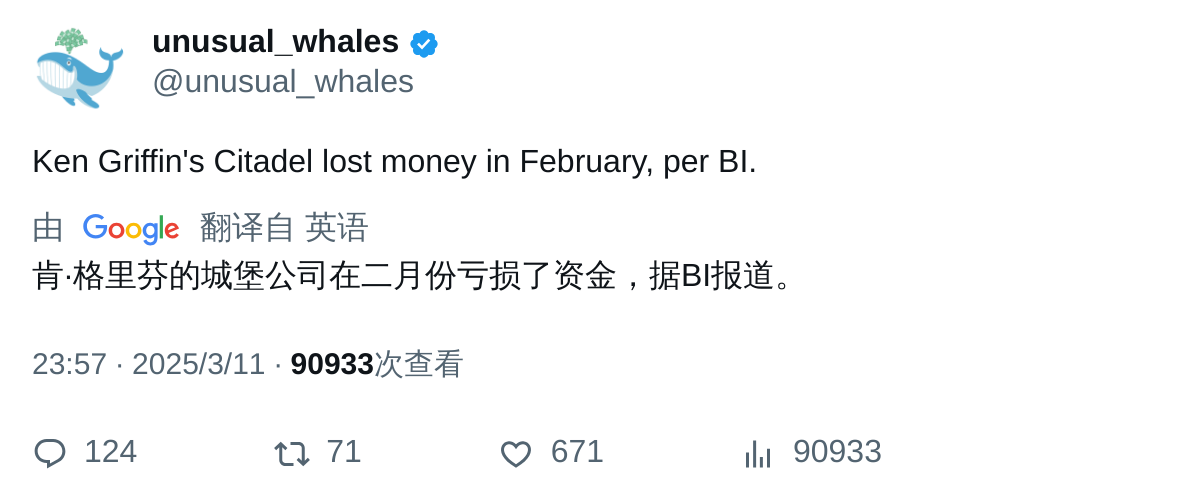 unusual_whales
@unusual_whales
Ken Griffin's Citadel lost money in February, per BI.
由 Google 翻译自 英语
肯·格里芬的城堡公司在二月份亏损了资金，据BI报道。
23:57 · 2025/3/11 · 90933次查看
124 71 671 90933